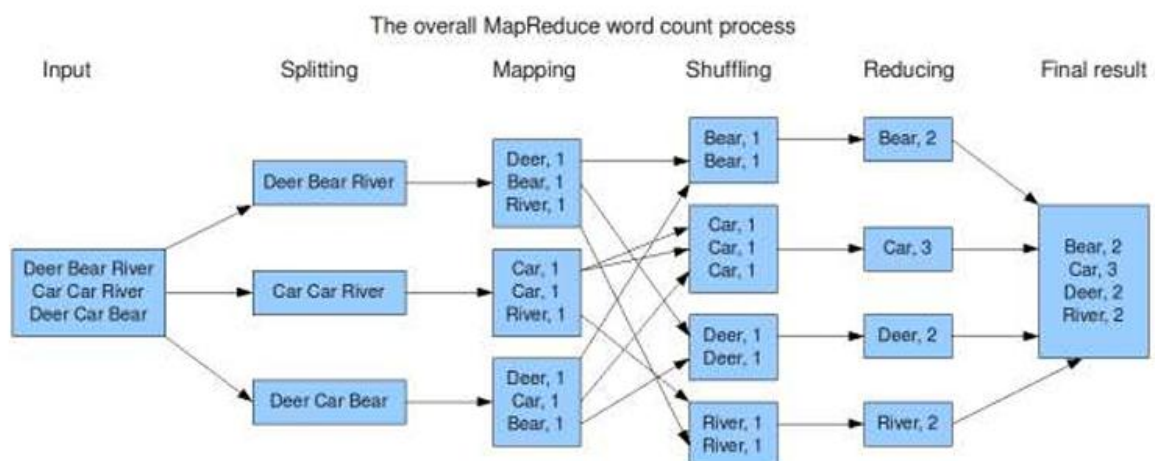 The overall MapReduce word count process
Input
Splitting
Mapping
Shuffling
Reducing
Final result
Deer Bear River
Car Car River
Deer Car Bear
Deer Bear River
Car Car River
Deer Car Bear
Deer, 1
Bear, 1
River, 1
Car, 1
Car, 1
River, 1
Deer, 1
Car, 1
Bear, 1
Bear, 1
Bear, 1
Car, 1
Car, 1
Car, 1
Deer, 1
Deer, 1
River, 1
River, 1
Bear, 2
Car, 3
Deer, 2
River, 2
Bear, 2
Car, 3
Deer, 2
River, 2